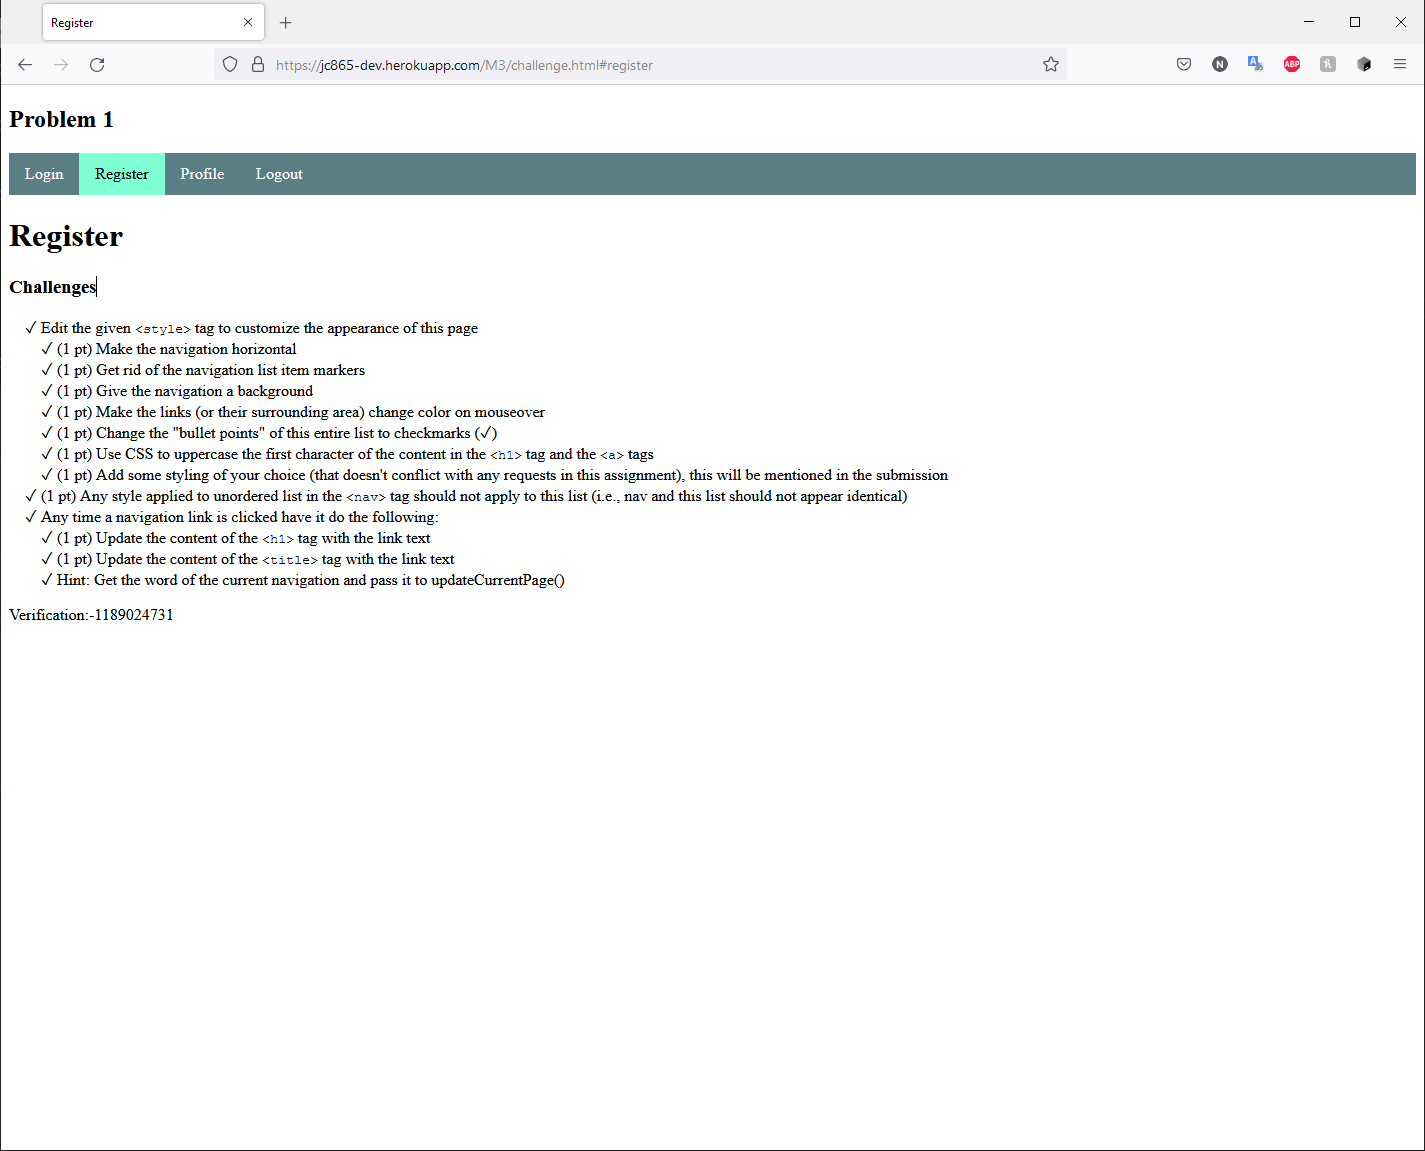 Register
https://jc865-dev.herokuapp.com/M3/challenge.html#register
N
ABP
Problem 1
Login Register Profile Logout
Register
Challenges
✓ Edit the given <style> tag to customize the appearance of this page
✓ (1 pt) Make the navigation horizontal
✓ (1 pt) Get rid of the navigation list item markers
✓ (1 pt) Give the navigation a background
✓ (1 pt) Make the links (or their surrounding area) change color on mouseover
✓ (1 pt) Change the "bullet points" of this entire list to checkmarks (✓)
✓ (1 pt) Use CSS to uppercase the first character of the content in the <h1> tag and the <a> tags
✓ (1 pt) Add some styling of your choice (that doesn't conflict with any requests in this assignment), this will be mentioned in the submission
✓ (1 pt) Any style applied to unordered list in the <nav> tag should not apply to this list (i.e., nav and this list should not appear identical)
✓ Any time a navigation link is clicked have it do the following:
✓ (1 pt) Update the content of the <h1> tag with the link text
✓ (1 pt) Update the content of the <title> tag with the link text
✓ Hint: Get the word of the current navigation and pass it to updateCurrentPage()
Verification:-1189024731